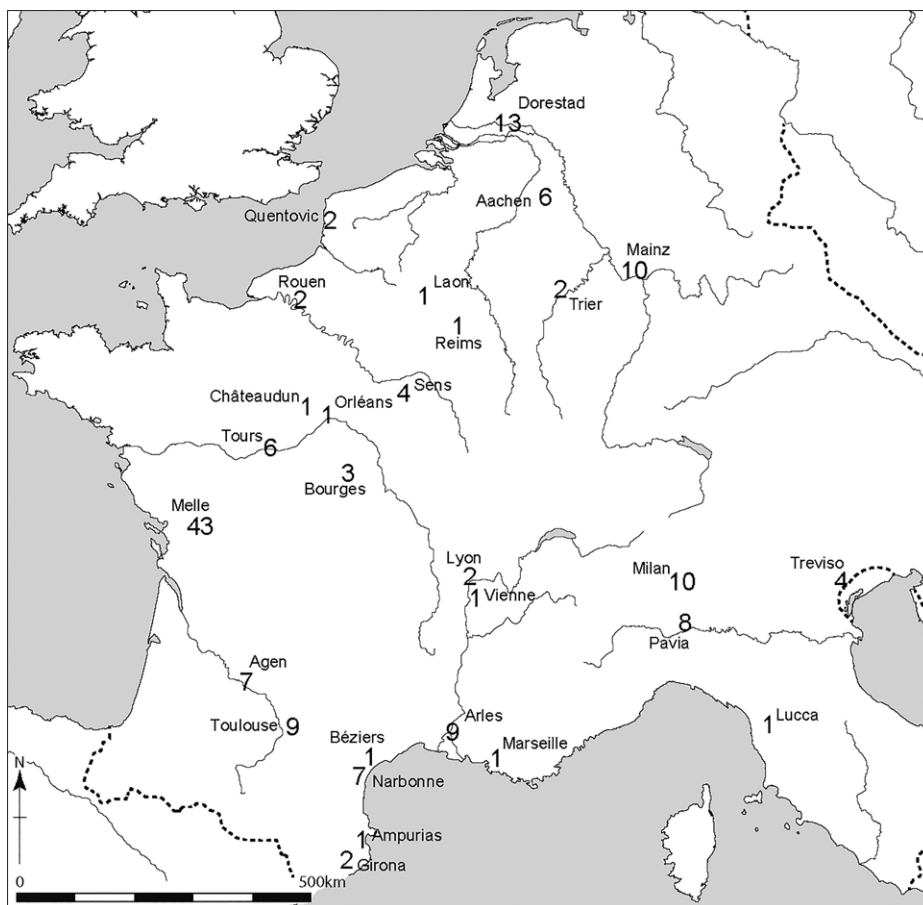 Dorestad
13
Aachen 6
Quentovic 2
Mainz
10
Rouen
2
Laon
1
2
Trier
1
Reims
Châteaudun 1
1 Orléans
4 Sens
Tours
6
3
Bourges
Melle
43
Lyon
2
1 Vienne
Milan 10
Treviso
4
8
Pavia
Agen
7
Toulouse 9
Arles
9
Béziers
1
Marseille
1
7 Narbonne
1 Lucca
N
Ampurias
1
2 Girona
0 500km